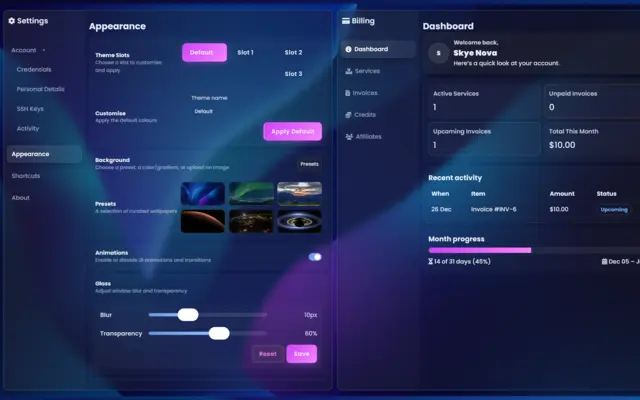 Settings
Account
Credentials
Personal Details
SSH Keys
Activity
Appearance
Shortcuts
About
Appearance
Theme Slots
Choose a slot to customise
and apply
Default
Slot 1
Slot 2
Slot 3
Theme name
Customise
Apply the default colours
Default
Apply Default
Background
Choose a preset, a color/gradient, or upload an image
Presets
Presets
A selection of curated wallpapers
Animations
Enable or disable UI animations and transitions
Glass
Adjust window blur and transparency
Blur
10px
Transparency
60%
Reset
Save
Billing
Dashboard
Services
Invoices
Credits
Affiliates
Dashboard
S
Welcome back,
Skye Nova
Here's a quick look at your account.
Active Services
1
Unpaid Invoices
0
Upcoming Invoices
1
Total This Month
$10.00
Recent activity
When Item Amount Status
26 Dec Invoice #INV-6 $10.00 Upcoming
Month progress
14 of 31 days (45%)
Dec 05 – J